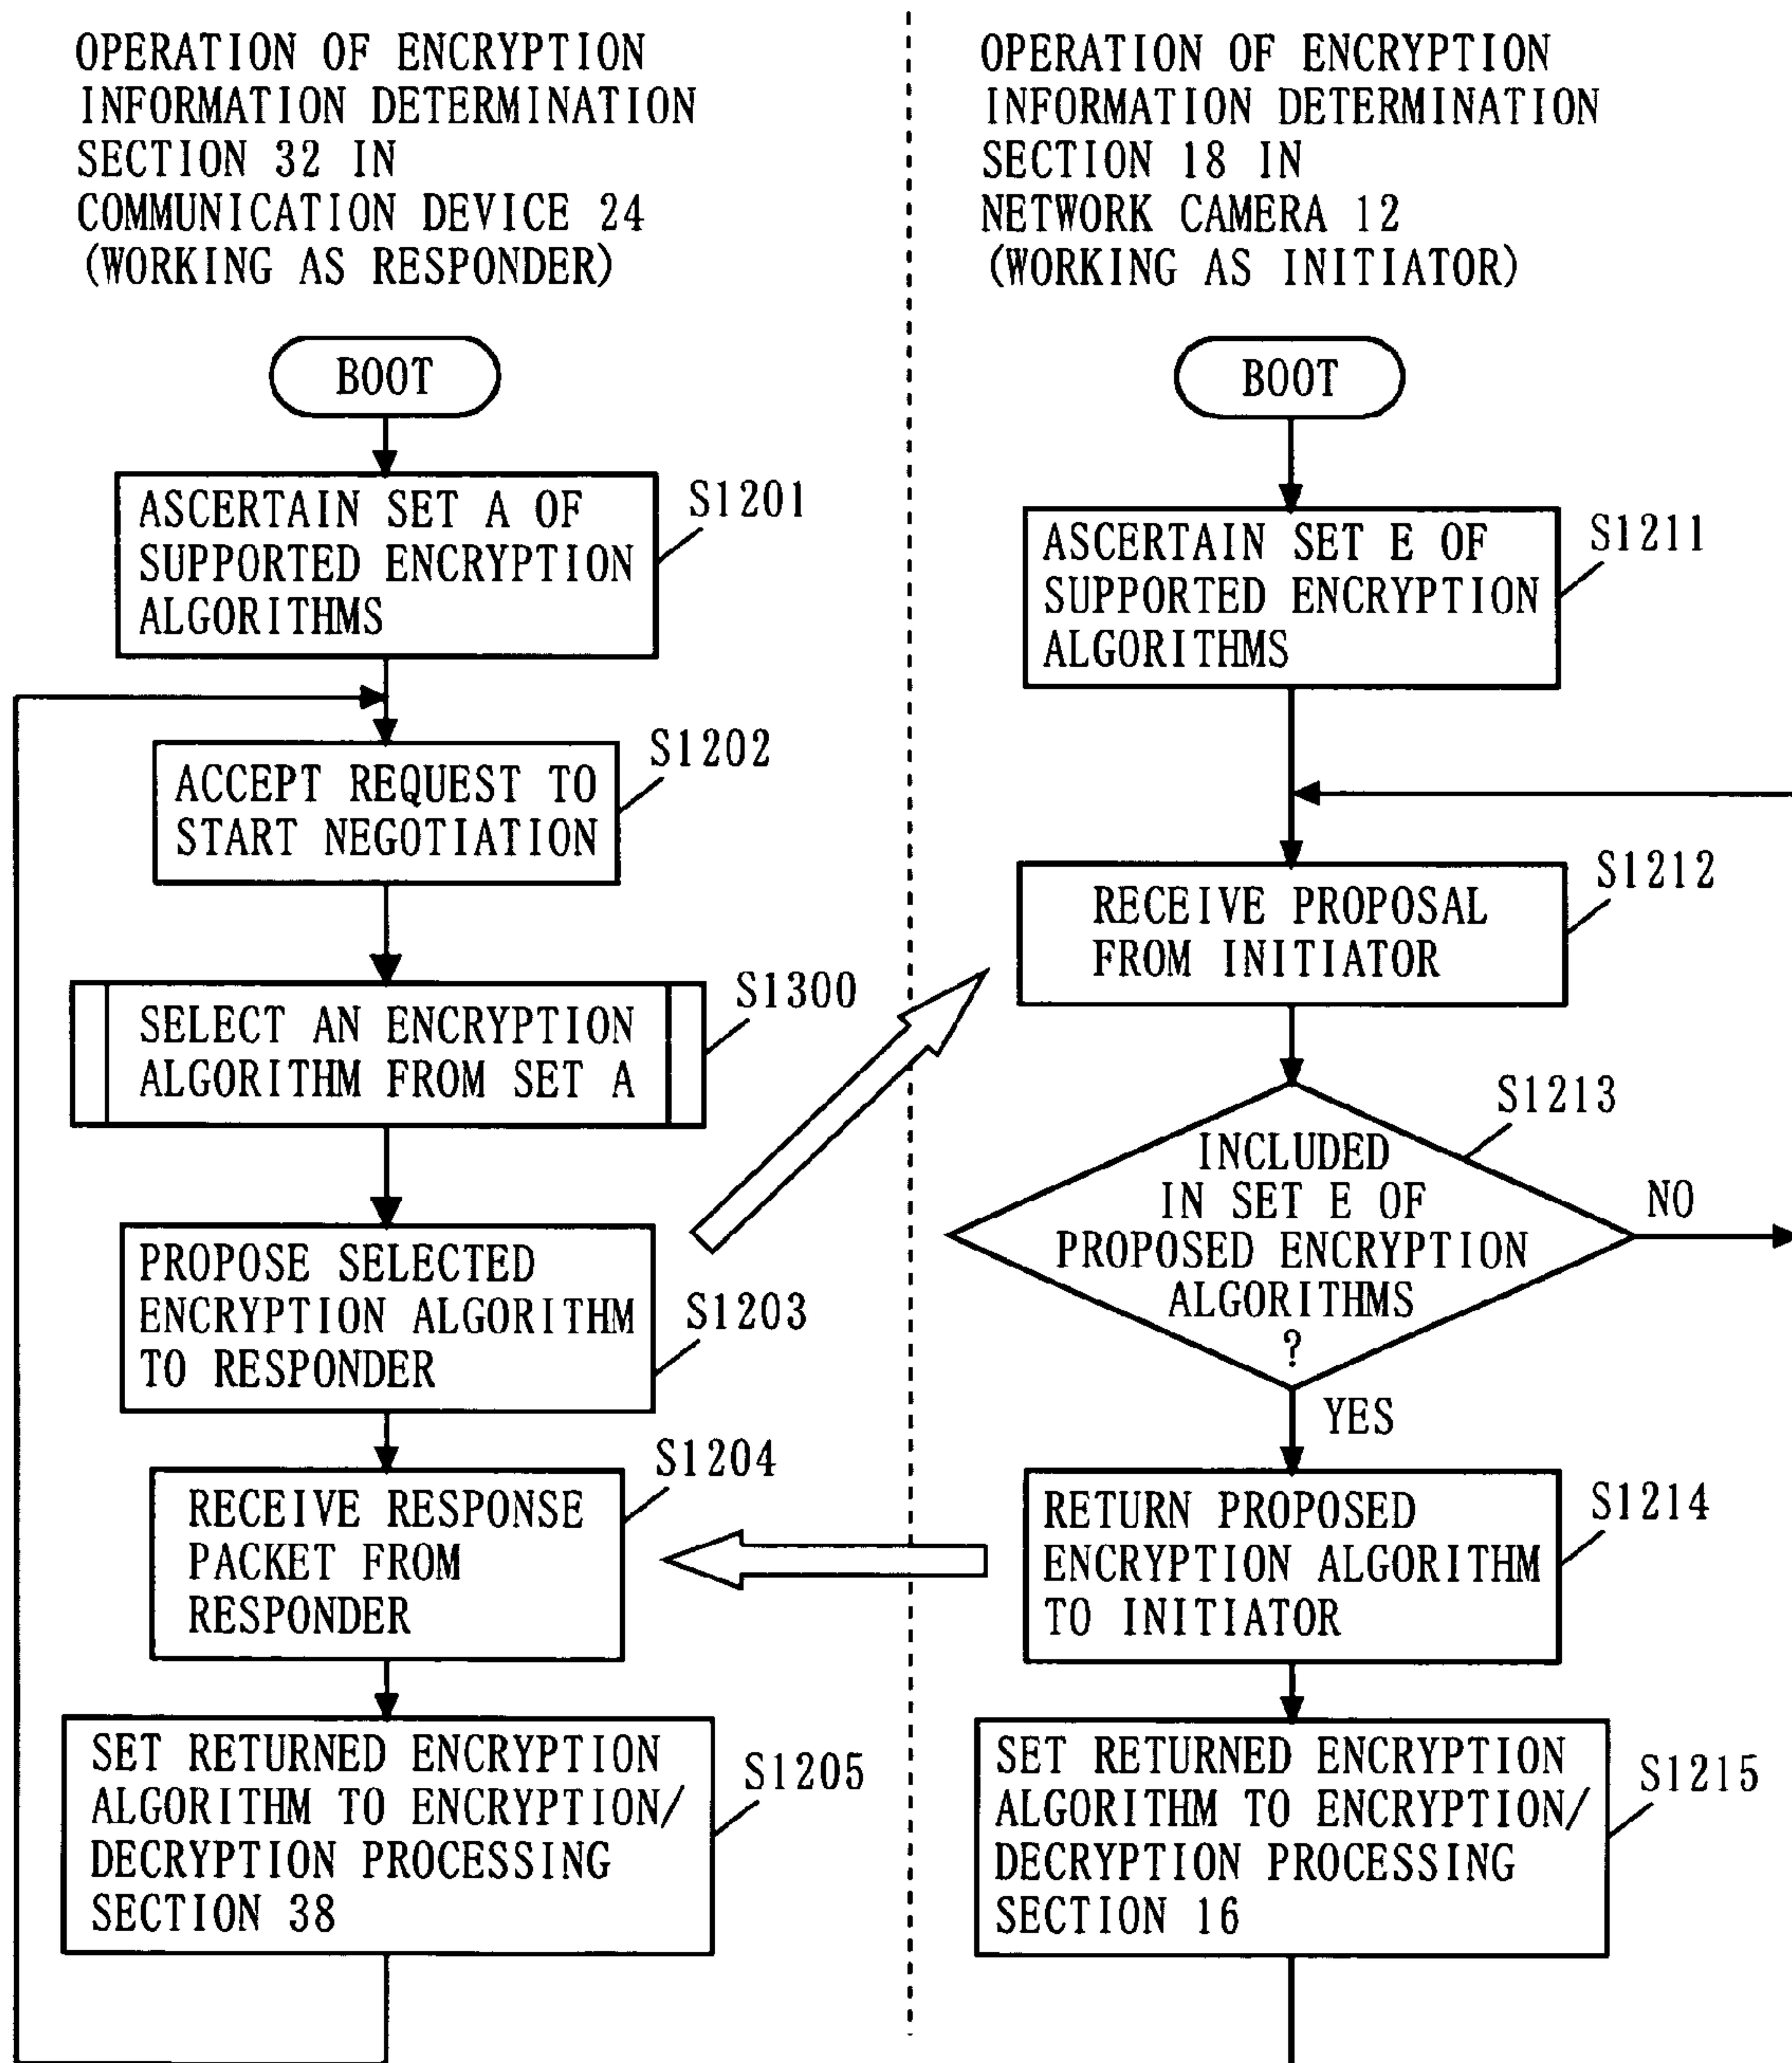 OPERATION OF ENCRYPTION
INFORMATION DETERMINATION
SECTION 32 IN
COMMUNICATION DEVICE 24
(WORKING AS RESPONDER)
BOOT
ASCERTAIN SET A OF
SUPPORTED ENCRYPTION
ALGORITHMS
S1201
ACCEPT REQUEST TO
START NEGOTIATION
S1202
SELECT AN ENCRYPTION
ALGORITHM FROM SET A
S1300
PROPOSE SELECTED
ENCRYPTION ALGORITHM
TO RESPONDER
S1203
RECEIVE RESPONSE
PACKET FROM
RESPONDER
S1204
SET RETURNED ENCRYPTION
ALGORITHM TO ENCRYPTION/
DECRYPTION PROCESSING
SECTION 38
S1205
OPERATION OF ENCRYPTION
INFORMATION DETERMINATION
SECTION 18 IN
NETWORK CAMERA 12
(WORKING AS INITIATOR)
BOOT
ASCERTAIN SET E OF
SUPPORTED ENCRYPTION
ALGORITHMS
S1211
RECEIVE PROPOSAL
FROM INITIATOR
S1212
INCLUDED
IN SET E OF
PROPOSED ENCRYPTION
ALGORITHMS
?
S1213
NO
YES
RETURN PROPOSED
ENCRYPTION ALGORITHM
TO INITIATOR
S1214
SET RETURNED ENCRYPTION
ALGORITHM TO ENCRYPTION/
DECRYPTION PROCESSING
SECTION 16
S1215